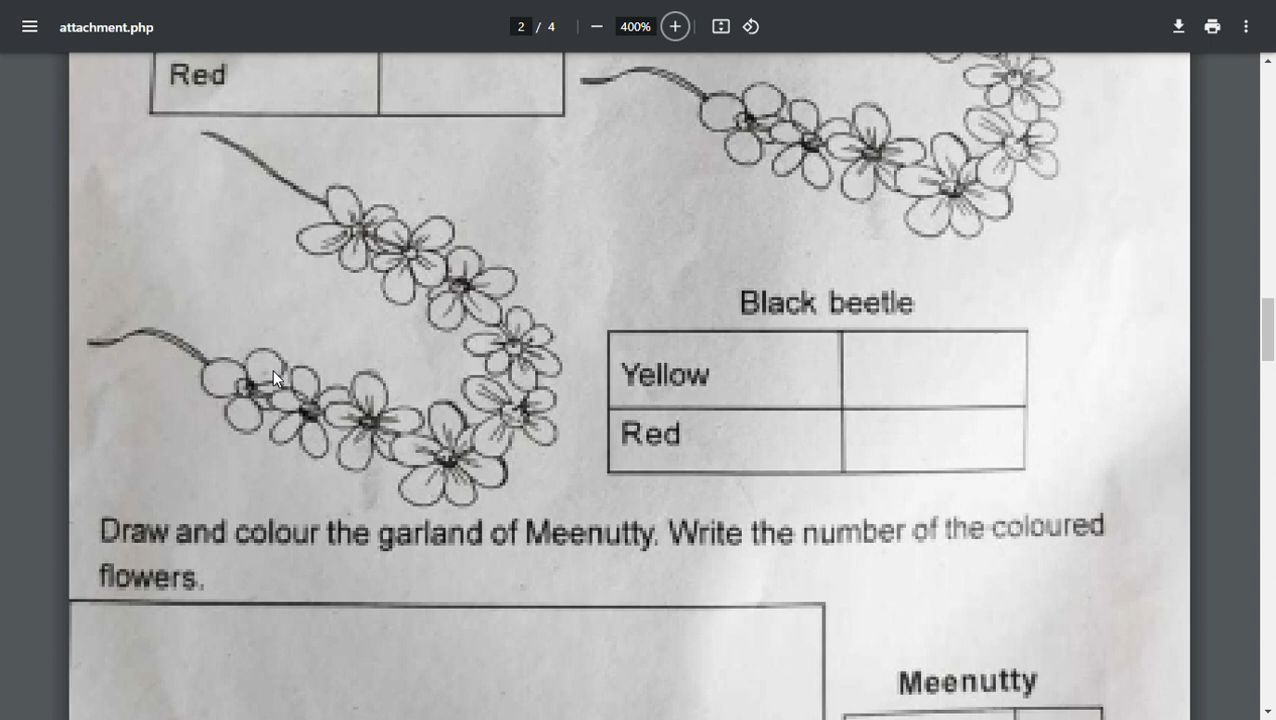 attachment.php
2 / 4
400%
Red
Black beetle
Yellow
Red
Draw and colour the garland of Meenutty. Write the number of the coloured
flowers.
Meenutty